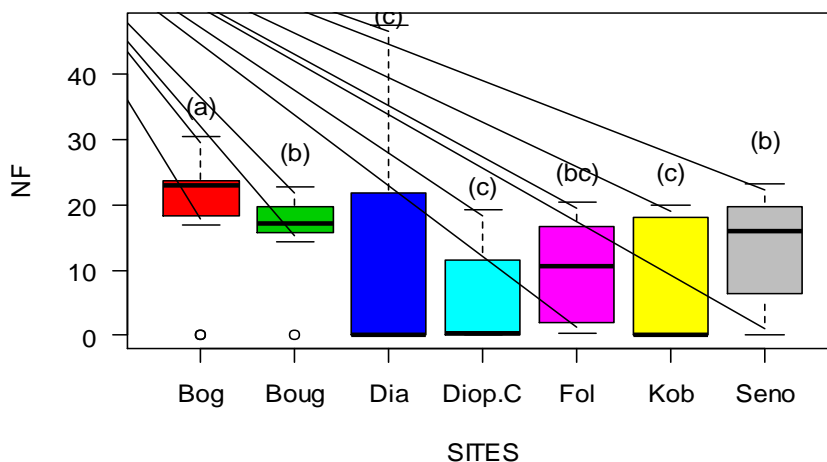 (c)
40
(a)
30
(b)
(b)
(bc)
(c)
(c)
NF
20
10
0
Bog Boug Dia Diop.C Fol Kob Seno
SITES